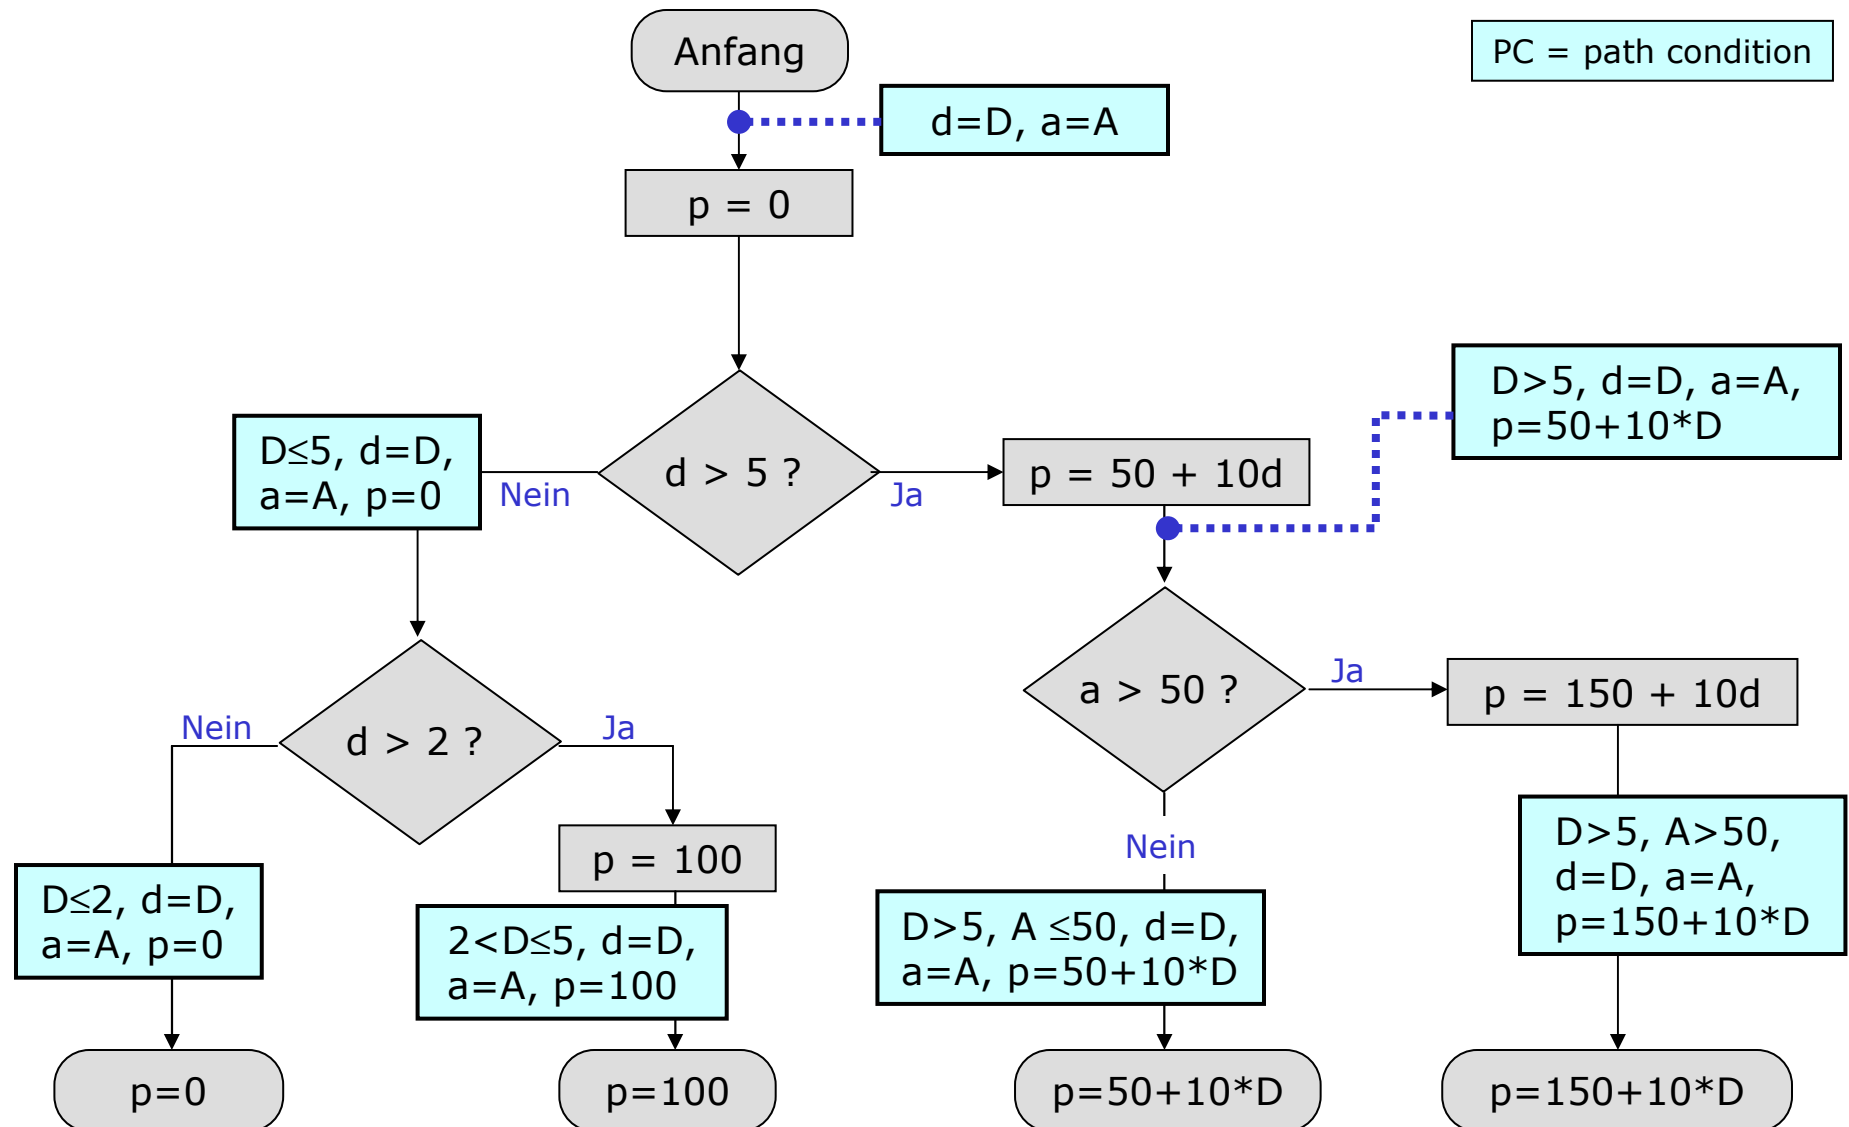 Anfang
PC = path condition
d=D, a=A
p = 0
D>5, d=D, a=A,
p=50+10*D
D≤5, d=D,
a=A, p=0
Nein
d > 5 ?
Ja
p = 50 + 10d
Nein
d > 2 ?
Ja
a > 50 ?
Ja
p = 150 + 10d
p = 100
Nein
D>5, A>50,
d=D, a=A,
p=150+10*D
D≤2, d=D,
a=A, p=0
2<D≤5, d=D,
a=A, p=100
D>5, A ≤50, d=D,
a=A, p=50+10*D
p=0
p=100
p=50+10*D
p=150+10*D